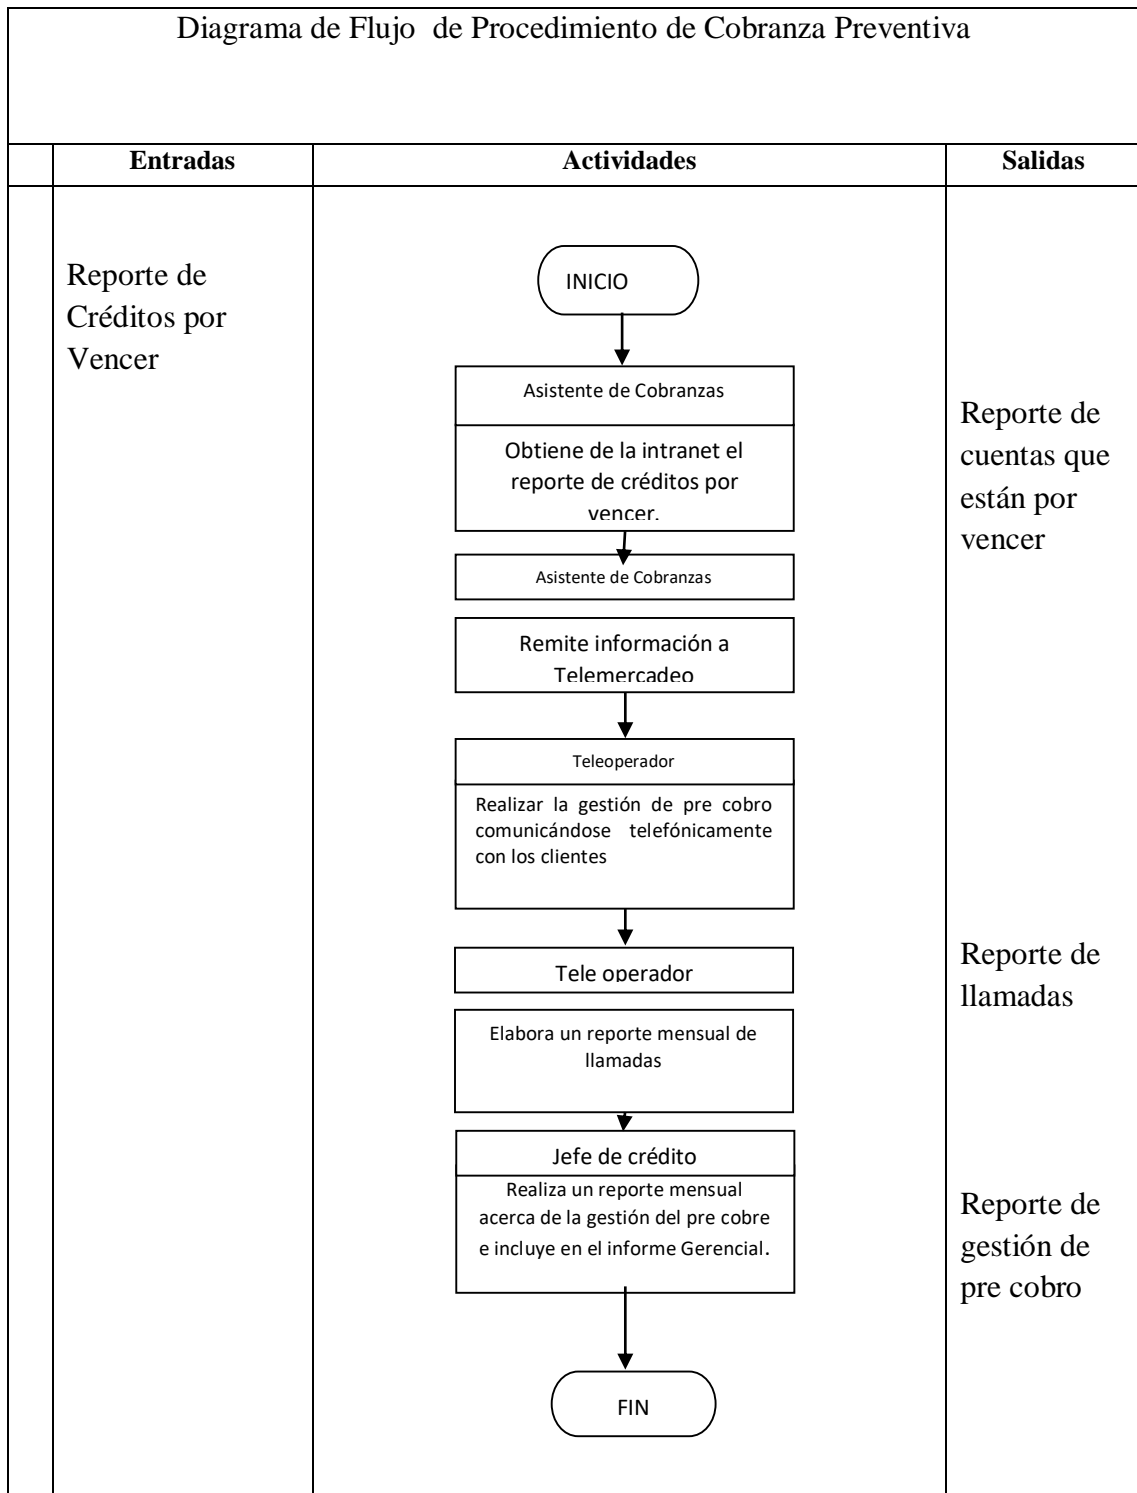 Diagrama de Flujo  de Procedimiento de Cobranza Preventiva
Entradas
Actividades
Salidas
Reporte de
Créditos por
Vencer
INICIO
Asistente de Cobranzas
Obtiene de la intranet el
reporte de créditos por
vencer.
Reporte de
cuentas que
están por
vencer
Asistente de Cobranzas
Remite información a
Telemercadeo
Teleoperador
Realizar la gestión de pre cobro
comunicándose telefónicamente
con los clientes
Tele operador
Reporte de
llamadas
Elabora un reporte mensual de
llamadas
Jefe de crédito
Realiza un reporte mensual
acerca de la gestión del pre cobre
e incluye en el informe Gerencial.
Reporte de
gestión de
pre cobro
FIN